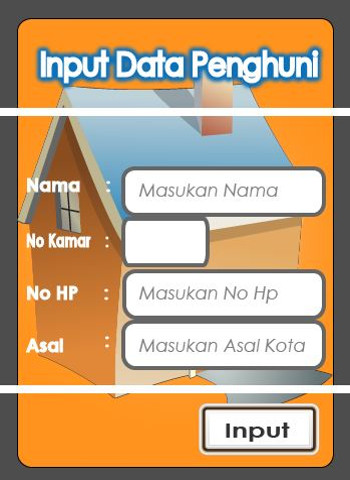 Input Data Penghuni
Nama : Masukan Nama
No Kamar :
No HP : Masukan No Hp
Asal : Masukan Asal Kota
Input